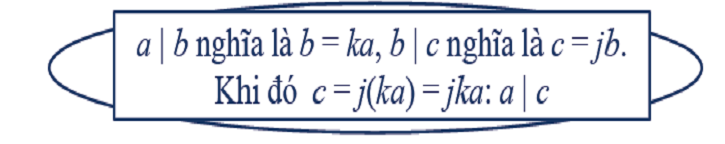 a | b nghĩa là b = ka, b | c nghĩa là c = jb.
Khi đó c = j(ka) = jka: a | c